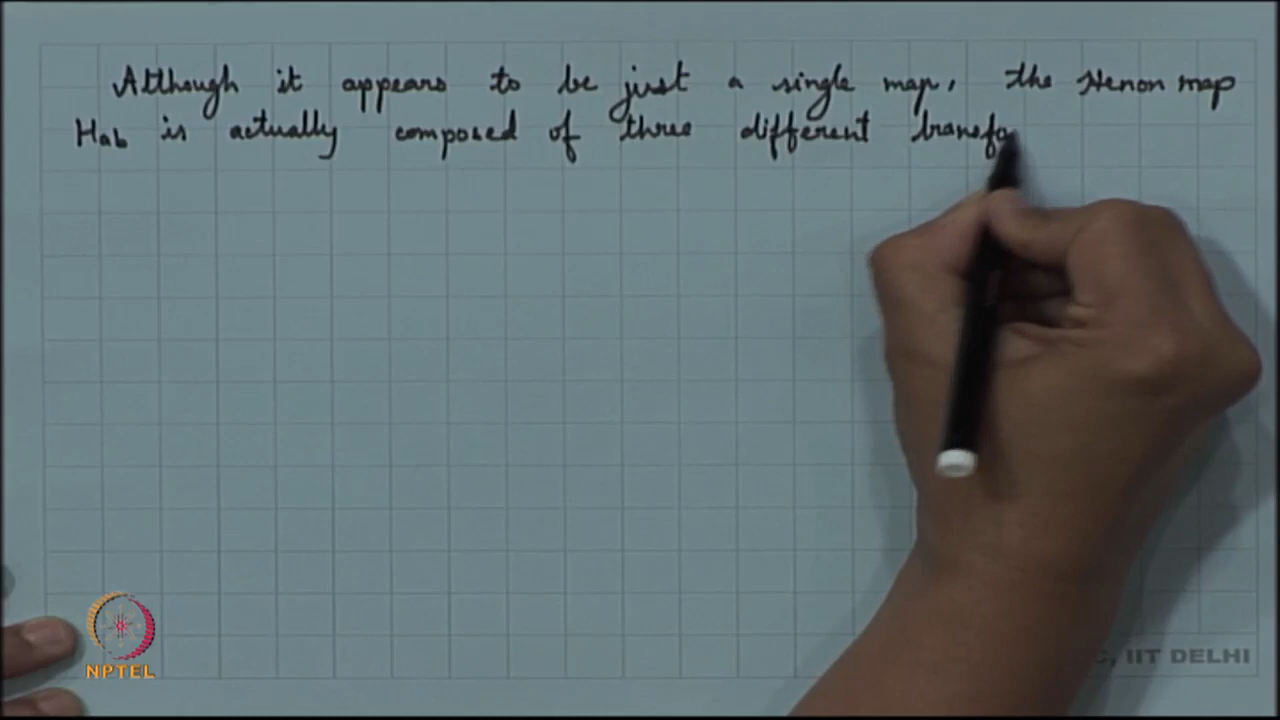 Although it appears to be just a single map, the Henon map
Hab is actually composed of three different transfo
NPTEL
C, IIT DELHI